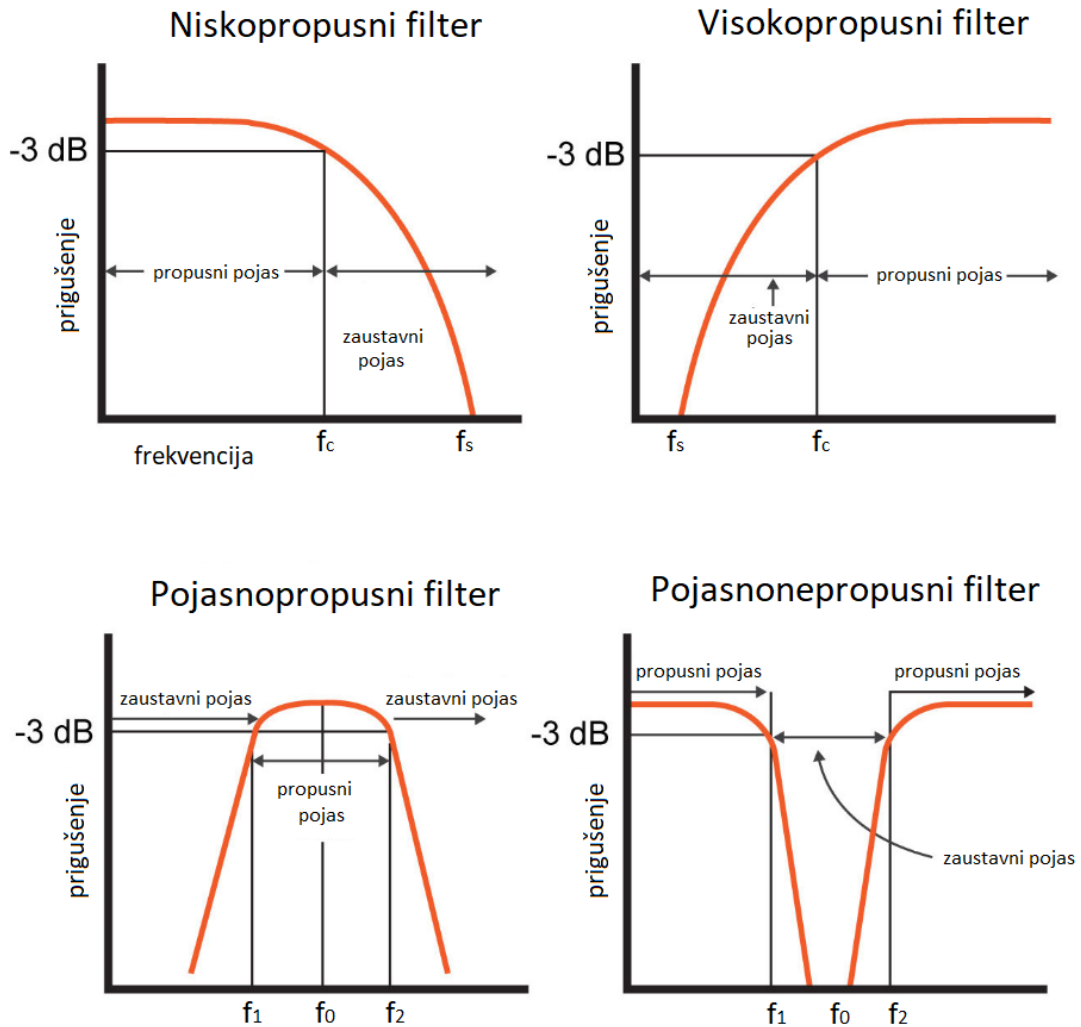 Niskopropusni filter
-3 dB
prigušenje
propusni pojas
zaustavni
pojas
fc
fs
frekvencija
Visokopropusni filter
-3 dB
prigušenje
propusni pojas
zaustavni
pojas
fs
fc
Pojasnopropusni filter
zaustavni pojas
zaustavni pojas
-3 dB
prigušenje
propusni
pojas
f1
f0
f2
Pojasnonepropusni filter
propusni pojas
propusni pojas
-3 dB
prigušenje
zaustavni pojas
f1
f0
f2